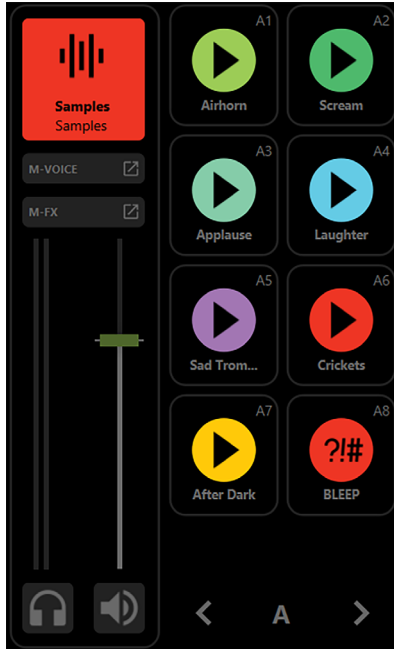 Samples
Samples
M-VOICE
M-FX
A1
Airhorn
A2
Scream
A3
Applause
A4
Laughter
A5
Sad Trom...
A6
Crickets
A7
After Dark
A8
?!#
BLEEP
A